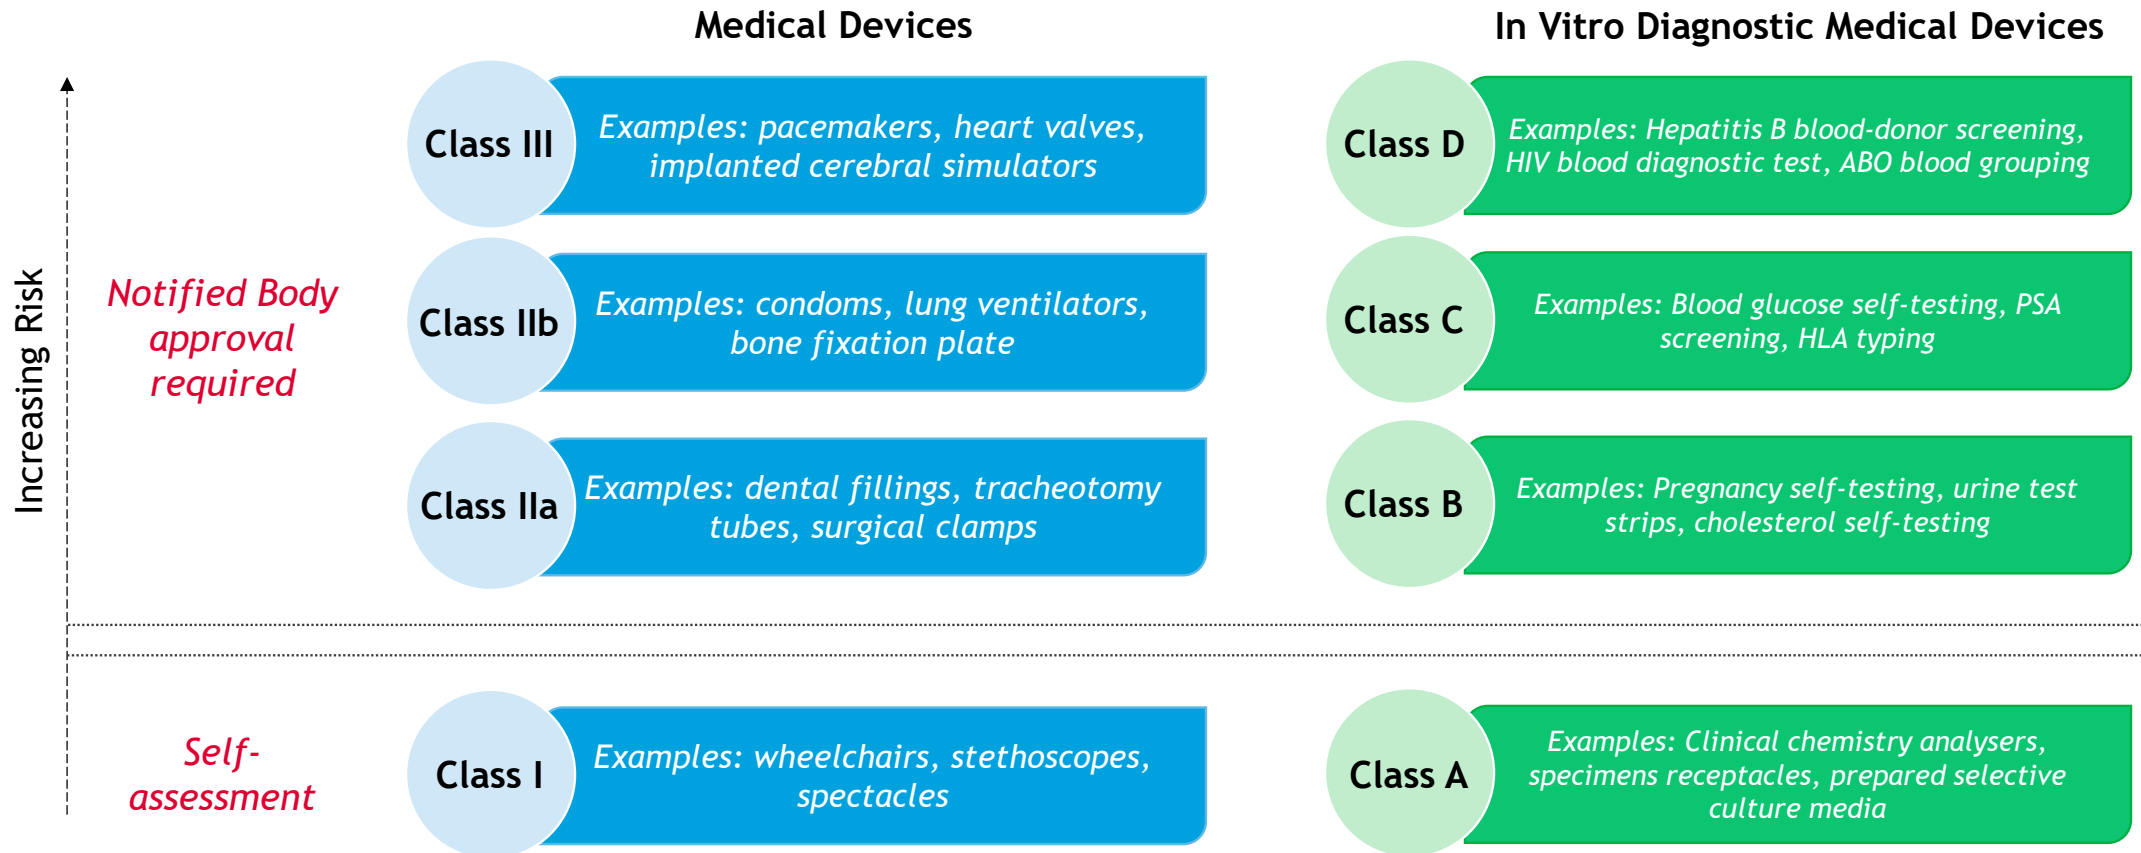 Medical Devices
In Vitro Diagnostic Medical Devices
Increasing Risk
Notified Body
approval
required
Class III
Examples: pacemakers, heart valves,
implanted cerebral simulators
Class D
Examples: Hepatitis B blood-donor screening,
HIV blood diagnostic test, ABO blood grouping
Class IIb
Examples: condoms, lung ventilators,
bone fixation plate
Class C
Examples: Blood glucose self-testing, PSA
screening, HLA typing
Class IIa
Examples: dental fillings, tracheotomy
tubes, surgical clamps
Class B
Examples: Pregnancy self-testing, urine test
strips, cholesterol self-testing
Self-
assessment
Class I
Examples: wheelchairs, stethoscopes,
spectacles
Class A
Examples: Clinical chemistry analysers,
specimens receptacles, prepared selective
culture media